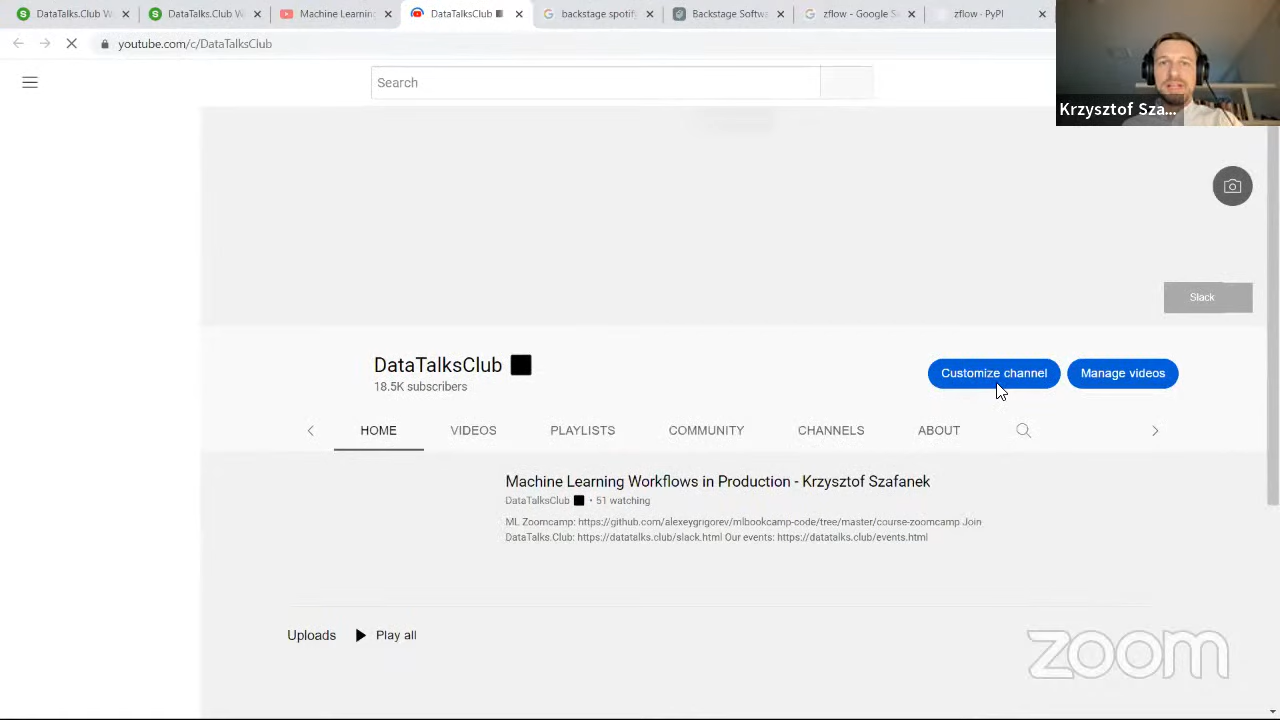 DataTalks.Club W
DataTalks.Club W
Machine Learning
DataTalksClub
backstage spotif
Backstage Softwa
zflow - Google Se
zflow · PyPI
youtube.com/c/DataTalksClub
Search
Krzysztof Sza...
Slack
DataTalksClub
18.5K subscribers
Customize channel
Manage videos
HOME VIDEOS PLAYLISTS COMMUNITY CHANNELS ABOUT
Machine Learning Workflows in Production - Krzysztof Szafanek
DataTalksClub • 51 watching
ML Zoomcamp: https://github.com/alexeygrigorev/mlbookcamp-code/tree/master/course-zoomcamp Join
DataTalks.Club: https://datatalks.club/slack.html Our events: https://datatalks.club/events.html
Uploads
Play all
zoom